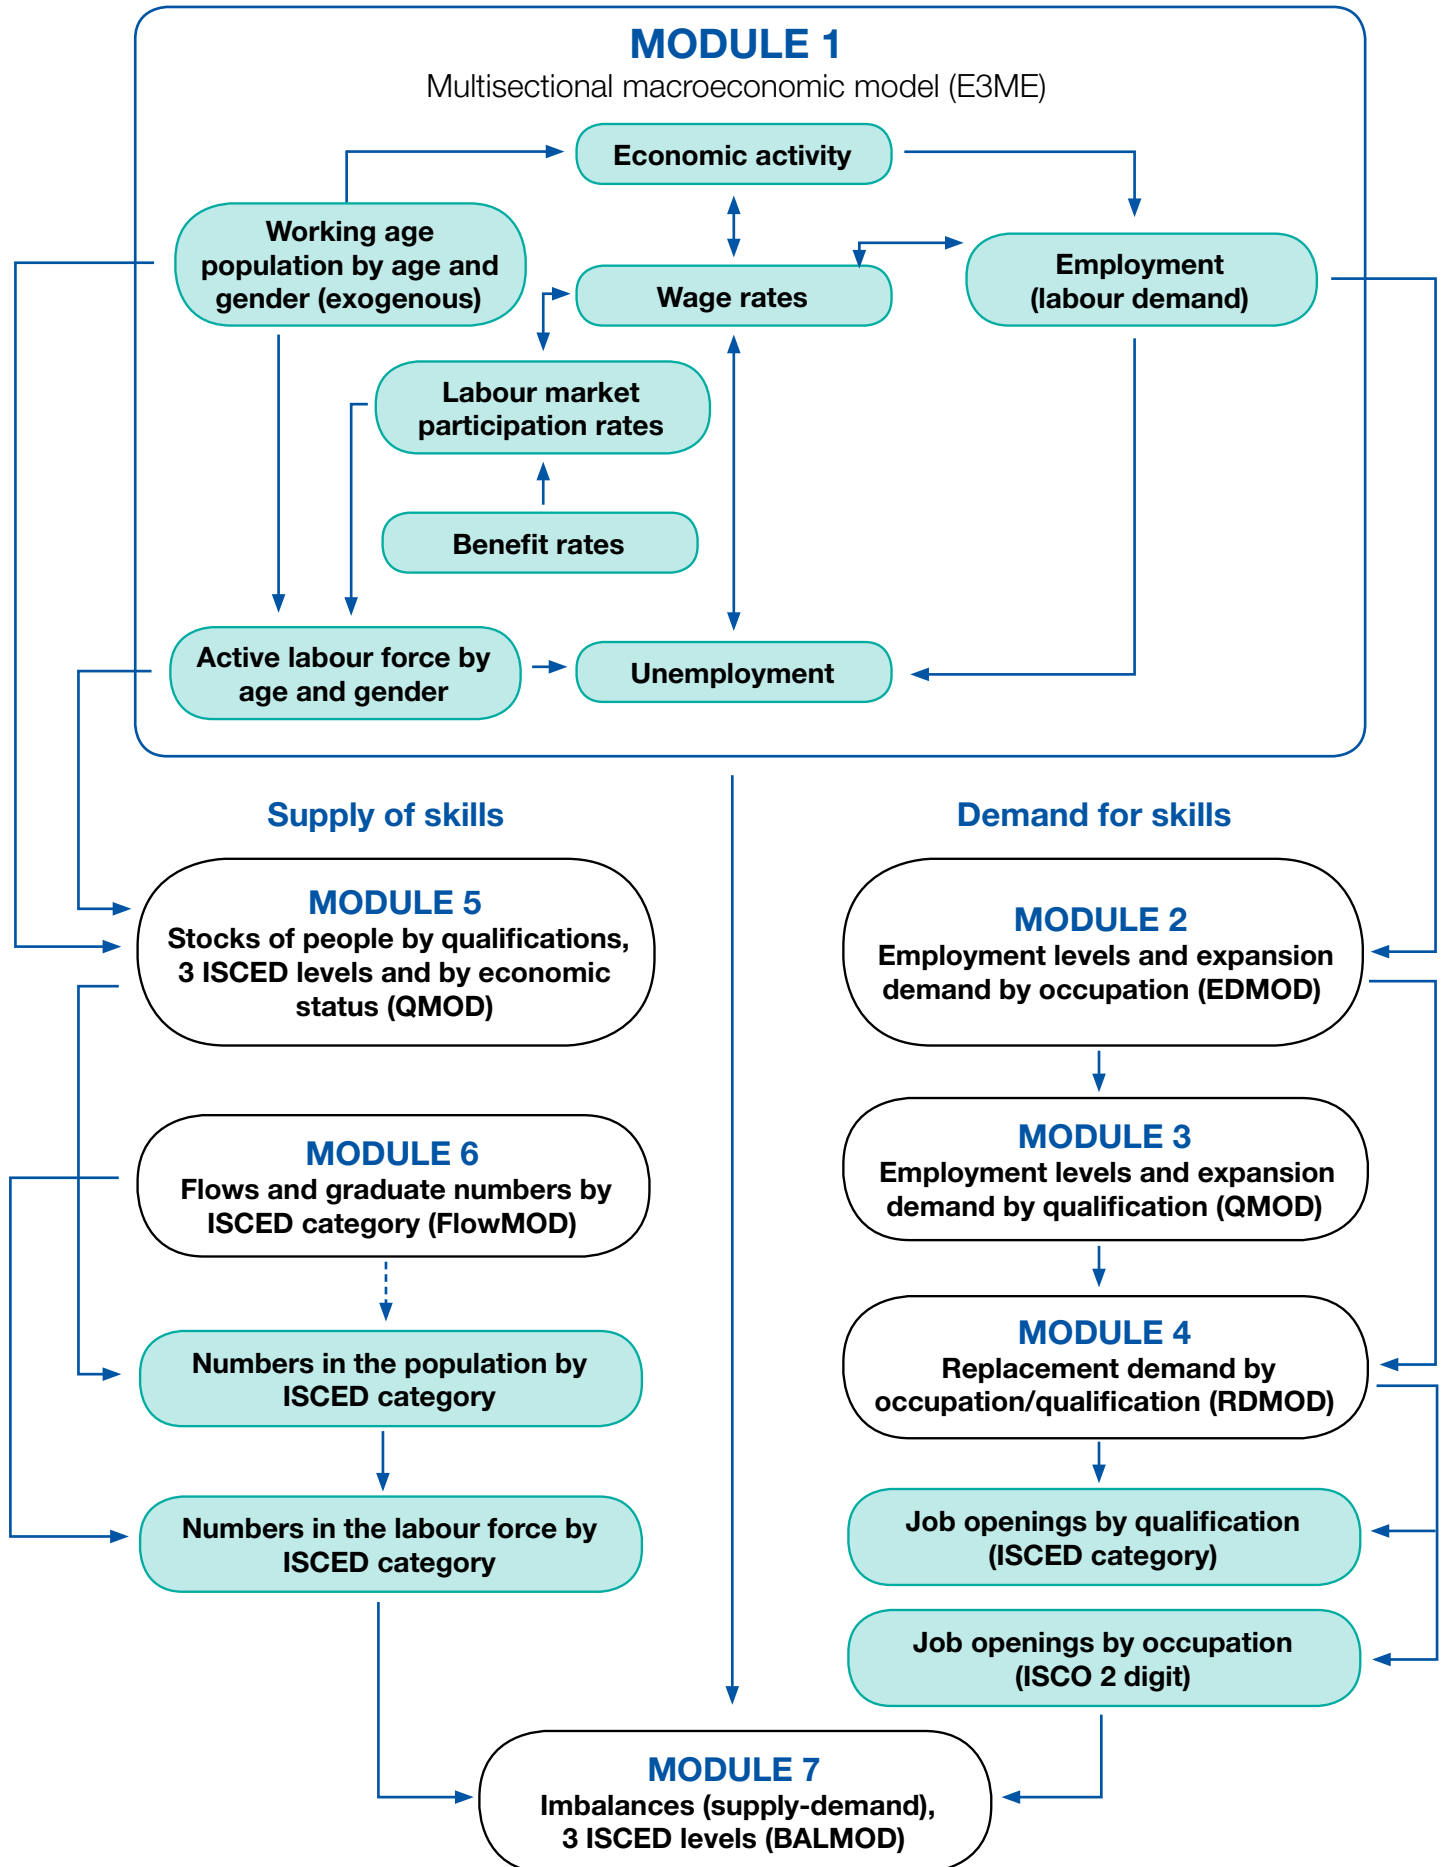 MODULE 1
Multisectional macroeconomic model (E3ME)
Economic activity
Working age
population by age and
gender (exogenous)
Wage rates
Employment
(labour demand)
Labour market
participation rates
Benefit rates
Active labour force by
age and gender
Unemployment
Supply of skills
Demand for skills
MODULE 5
Stocks of people by qualifications,
3 ISCED levels and by economic
status (QMOD)
MODULE 2
Employment levels and expansion
demand by occupation (EDMOD)
MODULE 6
Flows and graduate numbers by
ISCED category (FlowMOD)
MODULE 3
Employment levels and expansion
demand by qualification (QMOD)
MODULE 4
Replacement demand by
occupation/qualification (RDMOD)
Numbers in the population by
ISCED category
Numbers in the labour force by
ISCED category
Job openings by qualification
(ISCED category)
Job openings by occupation
(ISCO 2 digit)
MODULE 7
Imbalances (supply-demand),
3 ISCED levels (BALMOD)